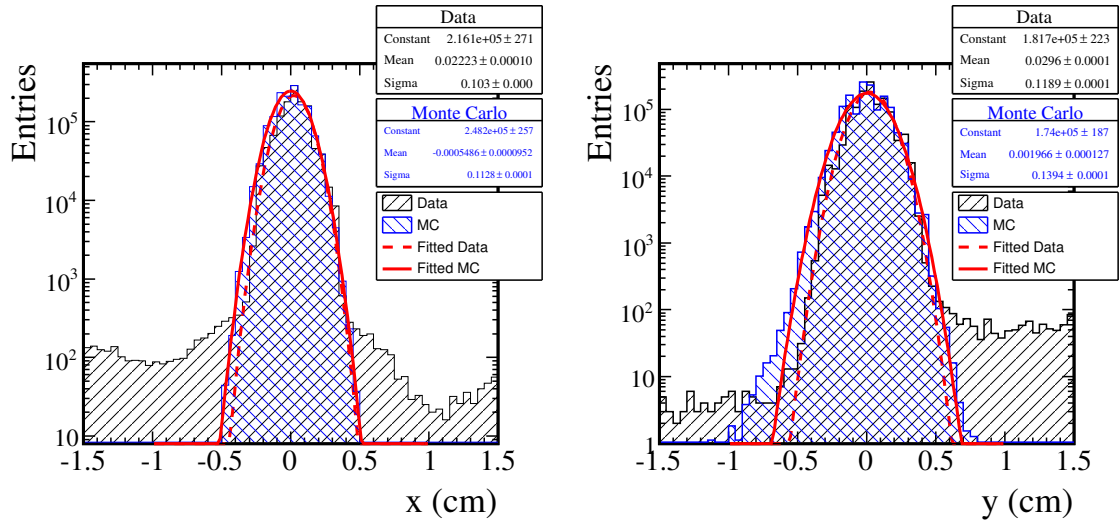 Data
Constant 2.161e+05 ± 271
Mean 0.02223 ± 0.00010
Sigma 0.103 ± 0.000
Monte Carlo
Constant 2.482e+05 ± 257
Mean -0.0005486 ± 0.0000952
Sigma 0.1128 ± 0.0001
Data
MC
Fitted Data
Fitted MC
Entries
10^5
10^4
10^3
10^2
10
-1.5 -1 -0.5 0 0.5 1 1.5
x (cm)
Data
Constant 1.817e+05 ± 223
Mean 0.0296 ± 0.0001
Sigma 0.1189 ± 0.0001
Monte Carlo
Constant 1.74e+05 ± 187
Mean 0.001966 ± 0.000127
Sigma 0.1394 ± 0.0001
Data
MC
Fitted Data
Fitted MC
Entries
10^5
10^4
10^3
10^2
10
1
-1.5 -1 -0.5 0 0.5 1 1.5
y (cm)